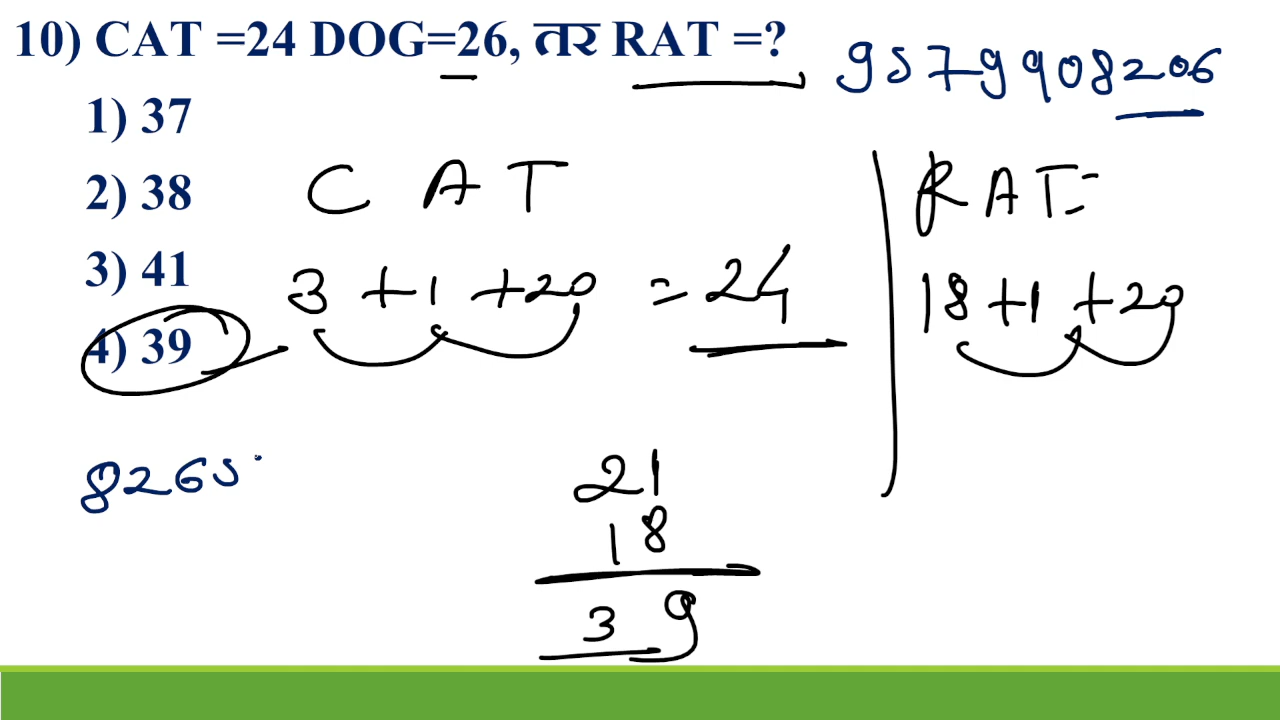 10) CAT =24 DOG=26, तर RAT =?
9579908206
1) 37
2) 38
3) 41
4) 39
C A T
3 +1 +20 = 24
RAT=
18+1+20
8265
21
18
39